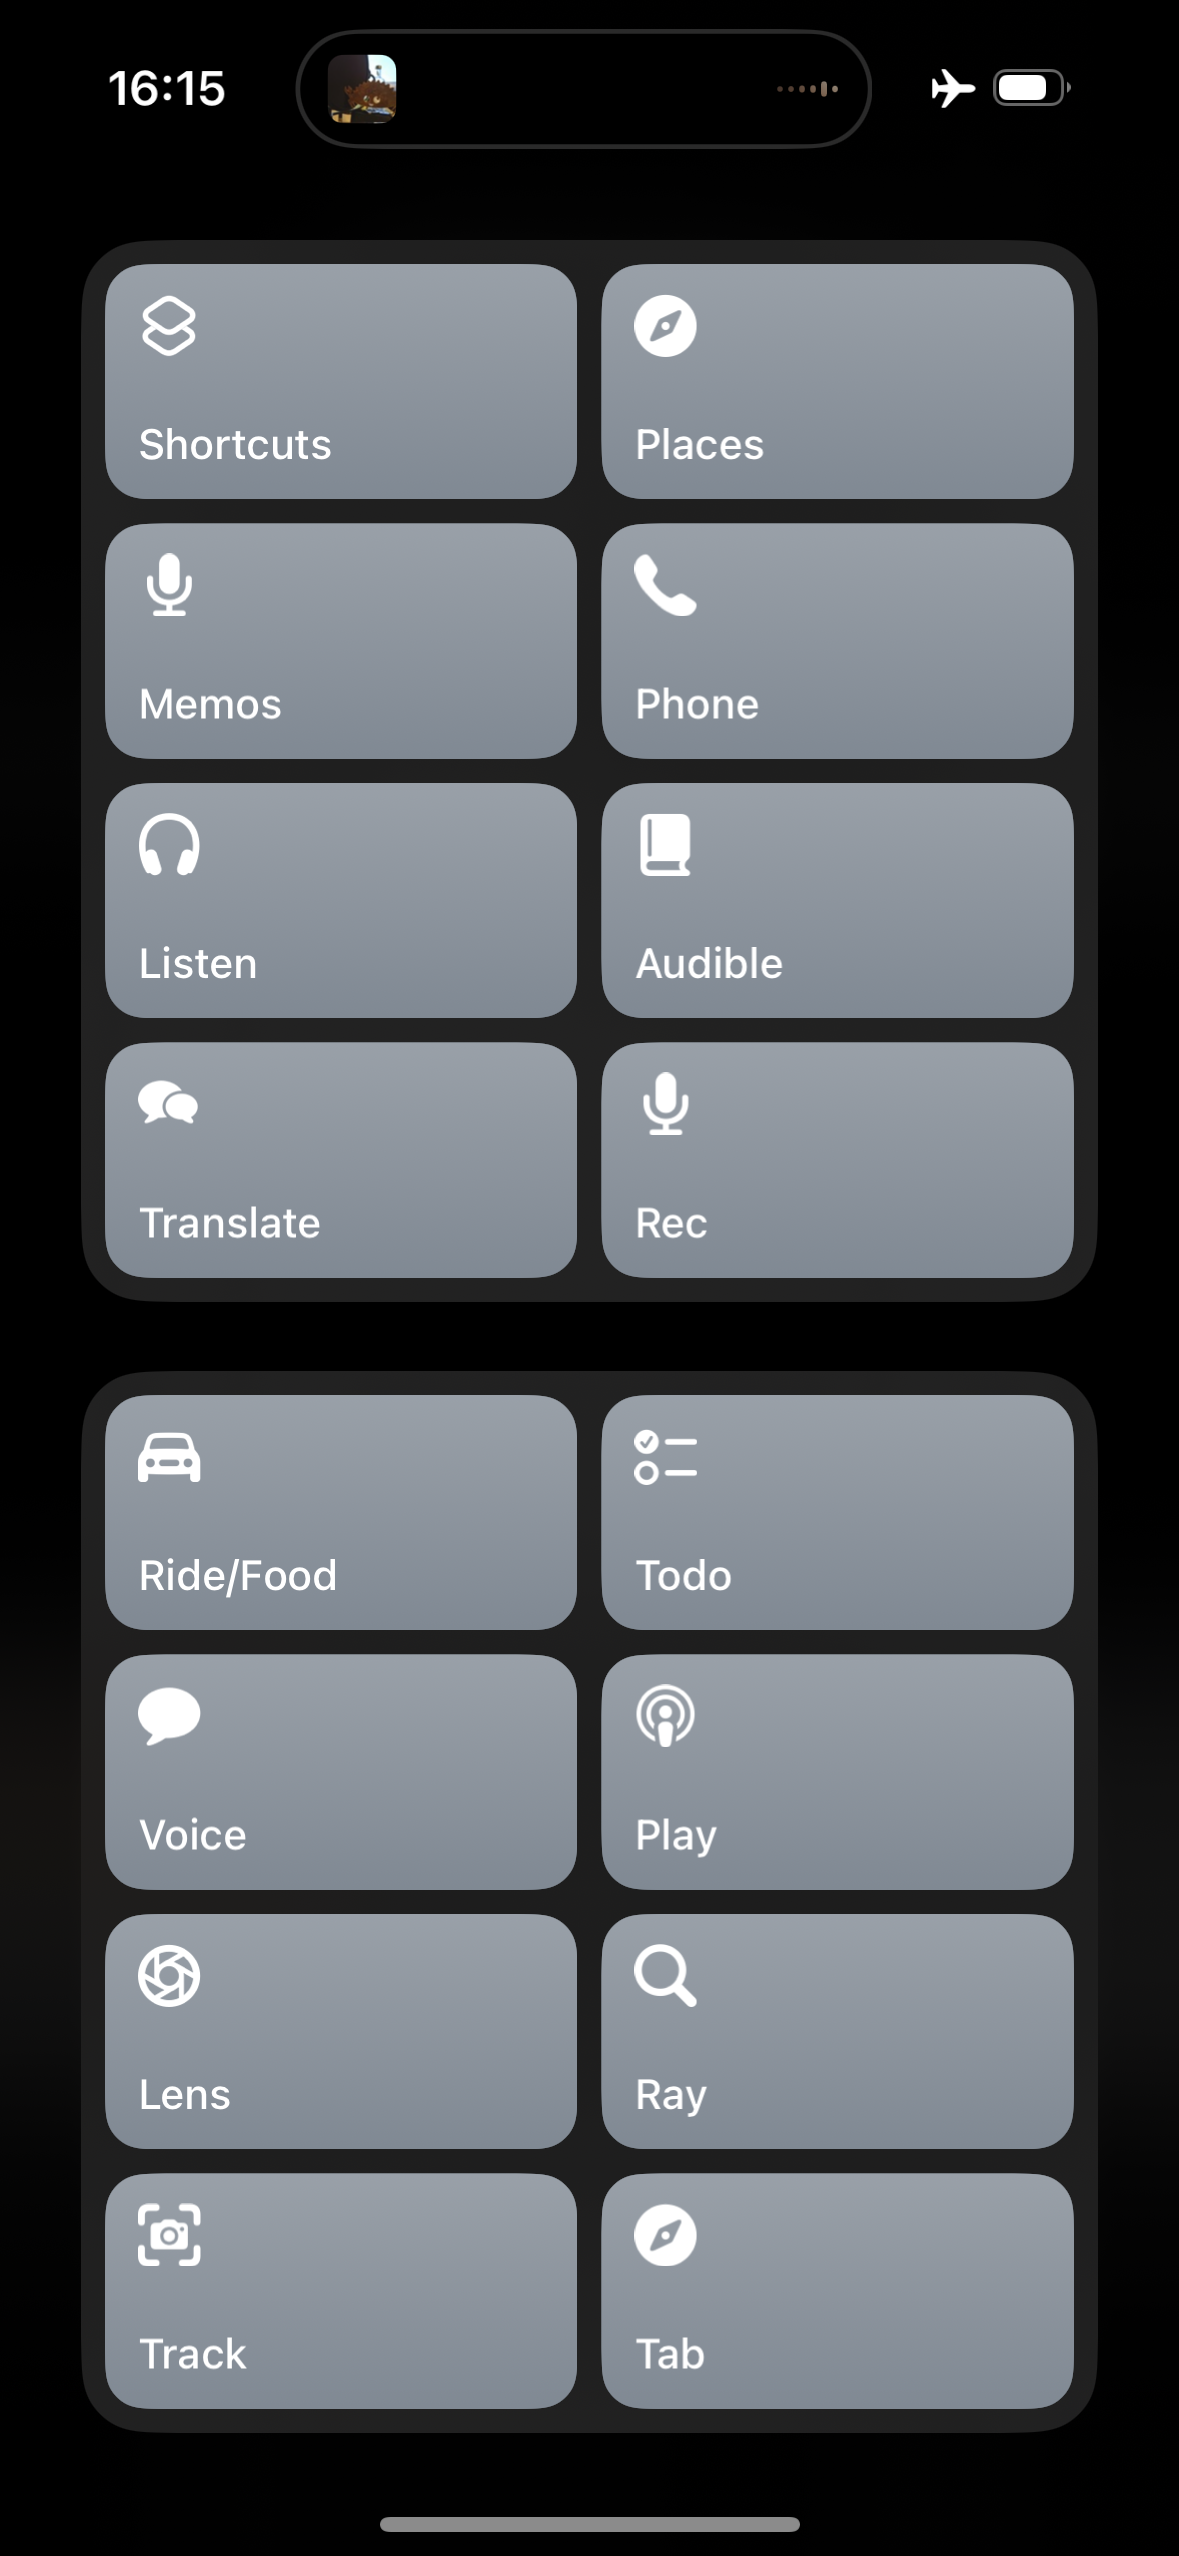 16:15
Shortcuts
Places
Memos
Phone
Listen
Audible
Translate
Rec
Ride/Food
Todo
Voice
Play
Lens
Ray
Track
Tab